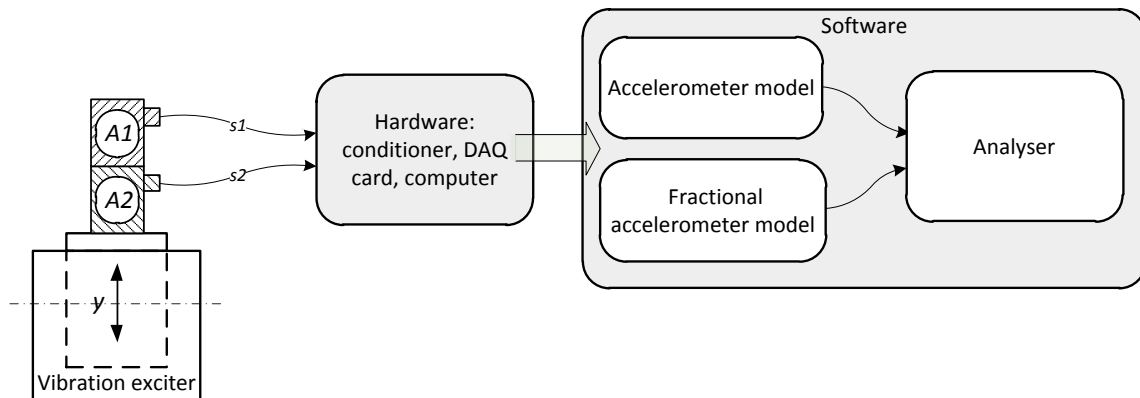 Software
Accelerometer model
A1
s1
Hardware:
conditioner, DAQ
card, computer
Analyser
s2
A2
Fractional
accelerometer model
y
Vibration exciter